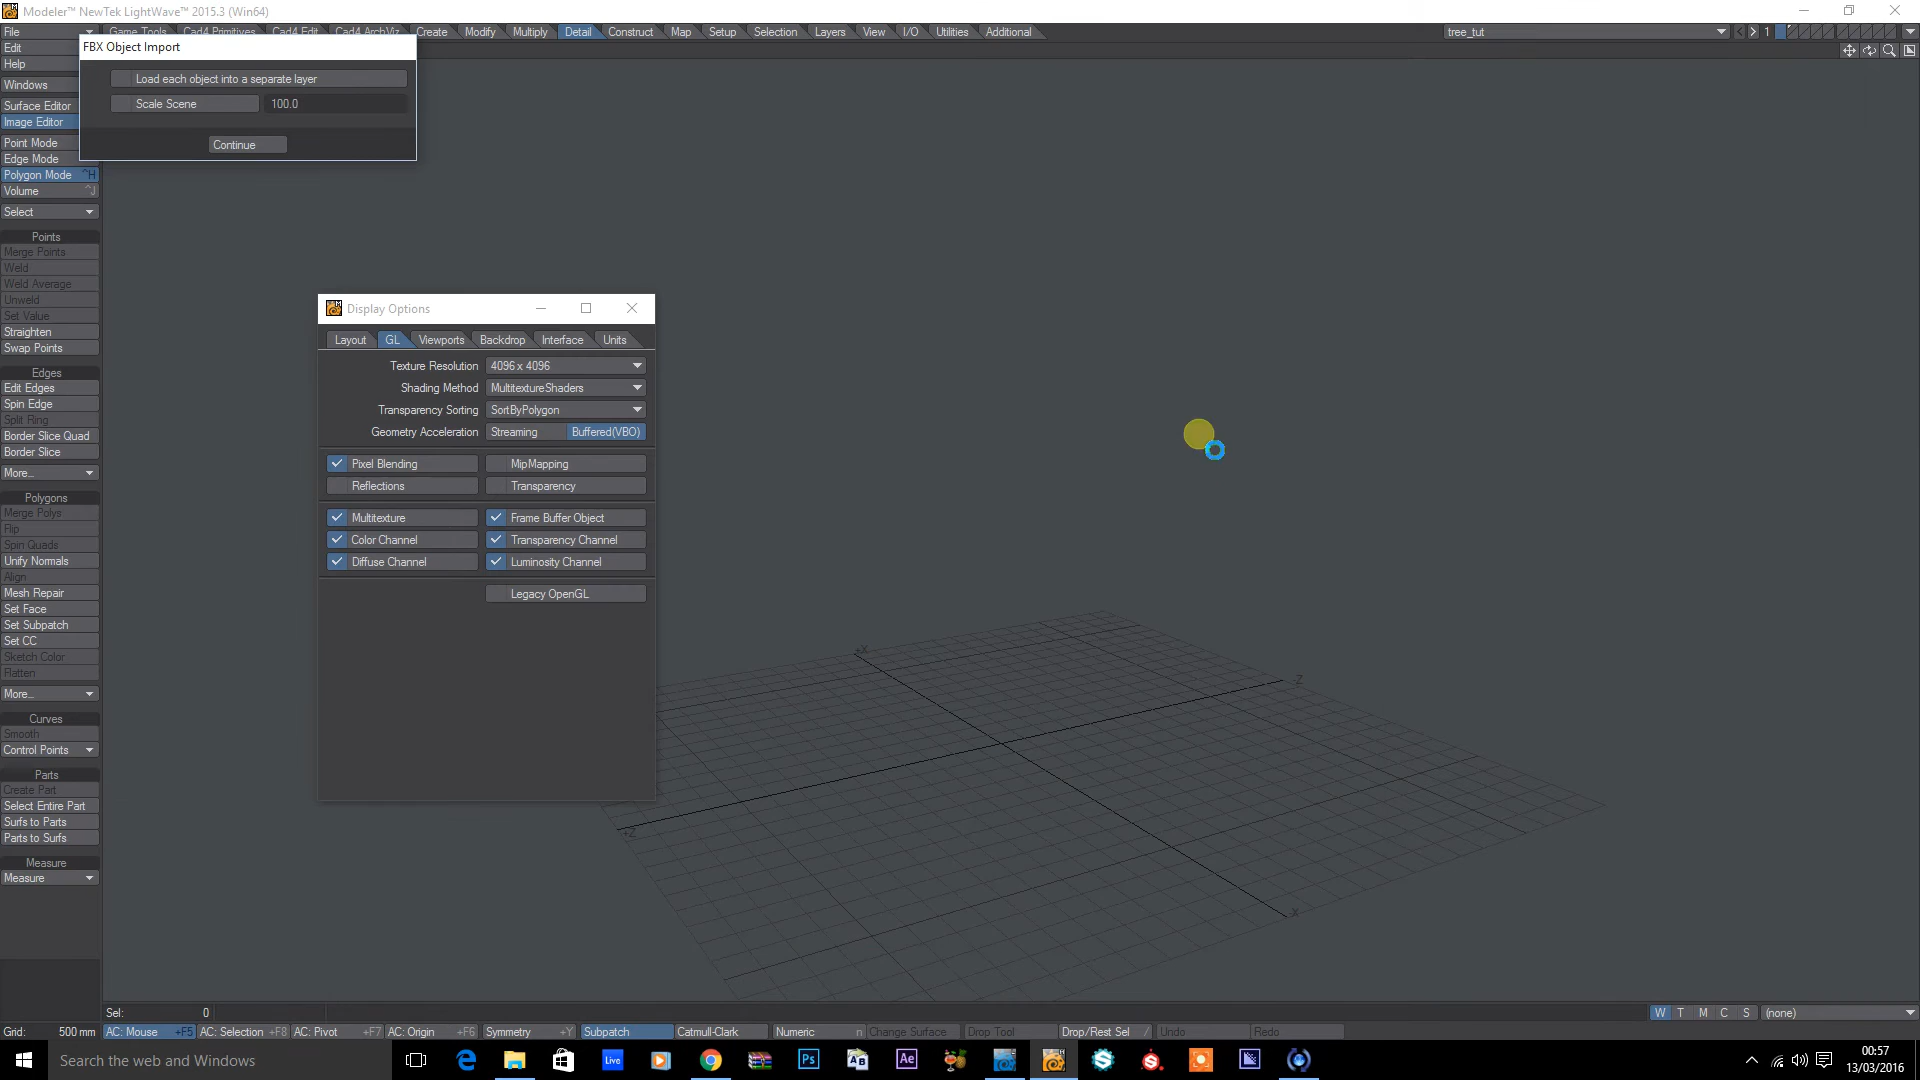 Modeler™ NewTek LightWave™ 2015.3 (Win64)
File Game Tools Cad4 Primitives Cad4 Edit Cad4 ArchViz Create Modify Multiply Detail Construct Map Setup Selection Layers View I/O Utilities Additional tree_tut 1
FBX Object Import
Load each object into a separate layer
Scale Scene 100.0
Continue
Edit
Help
Windows
Surface Editor
Image Editor
Point Mode
Edge Mode
Polygon Mode ^H
Volume ^J
Select
Points
Merge Points
Weld
Weld Average
Unweld
Set Value
Straighten
Swap Points
Edges
Edit Edges
Spin Edge
Split Ring
Border Slice Quad
Border Slice
More...
Polygons
Merge Polys
Flip
Spin Quads
Unify Normals
Align
Mesh Repair
Set Face
Set Subpatch
Set CC
Sketch Color
Flatten
More...
Curves
Smooth
Control Points
Parts
Create Part
Select Entire Part
Surfs to Parts
Parts to Surfs
Measure
Measure
Display Options
Layout GL Viewports Backdrop Interface Units
Texture Resolution 4096 x 4096
Shading Method MultitextureShaders
Transparency Sorting SortByPolygon
Geometry Acceleration Streaming Buffered(VBO)
Pixel Blending MipMapping
Reflections Transparency
Multitexture Frame Buffer Object
Color Channel Transparency Channel
Diffuse Channel Luminosity Channel
Legacy OpenGL
+X
-Z
+Z
-X
Sel: 0 W T M C S (none)
Grid: 500 mm AC: Mouse +F5 AC: Selection +F8 AC: Pivot +F7 AC: Origin +F6 Symmetry +Y Subpatch Catmull-Clark Numeric n Change Surface Drop Tool Drop/Rest Sel / Undo Redo
Search the web and Windows Live Ps AB Ae
00:57
13/03/2016